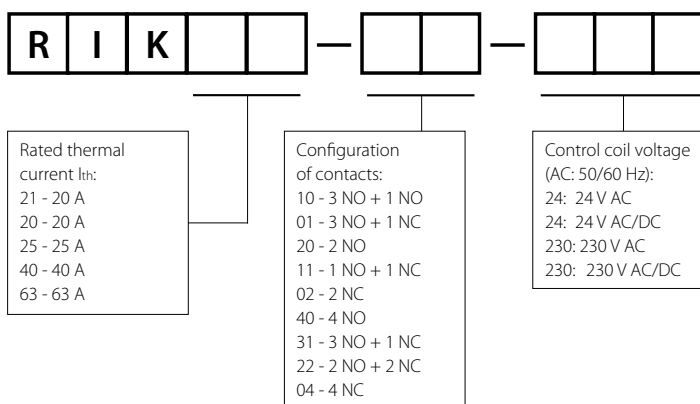 R I K — —
Rated thermal
current Ith:
21 - 20 A
20 - 20 A
25 - 25 A
40 - 40 A
63 - 63 A
Configuration
of contacts:
10 - 3 NO + 1 NO
01 - 3 NO + 1 NC
20 - 2 NO
11 - 1 NO + 1 NC
02 - 2 NC
40 - 4 NO
31 - 3 NO + 1 NC
22 - 2 NO + 2 NC
04 - 4 NC
Control coil voltage
(AC: 50/60 Hz):
24: 24 V AC
24: 24 V AC/DC
230: 230 V AC
230: 230 V AC/DC